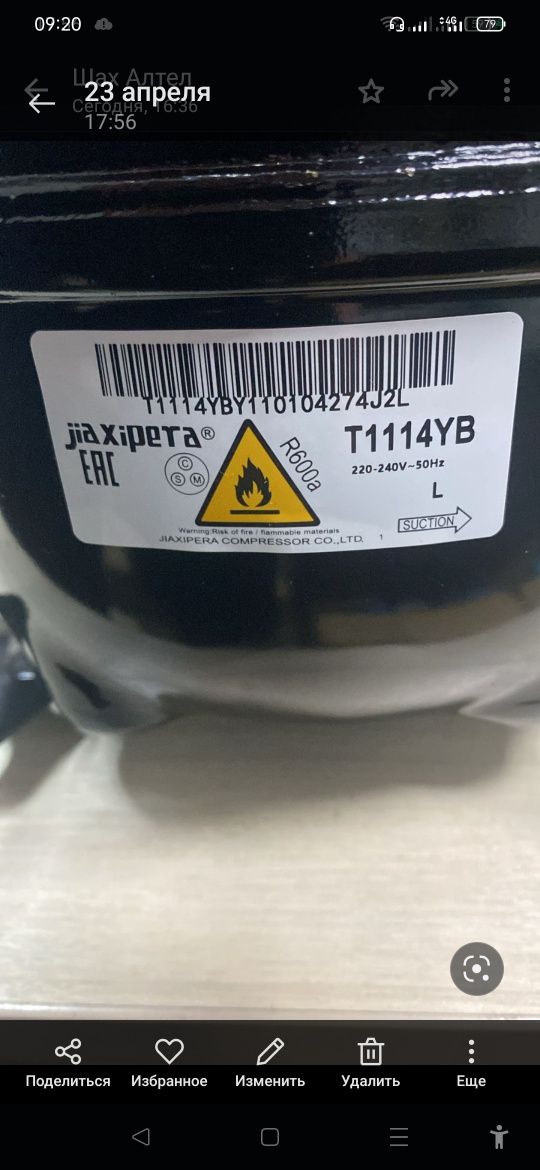 09:20
4G
79
Шах Алтел
23 апреля
Сегодня, 16:36
17:56
T1114YBY110104274J2L
jiaxipera®
T1114YB
EAC
C
S M
R600a
220-240V~50Hz
L
SUCTION
Warning:Risk of fire / flammable materials
JIAXIPERA COMPRESSOR CO.,LTD. 1
Поделиться
Избранное
Изменить
Удалить
Еще